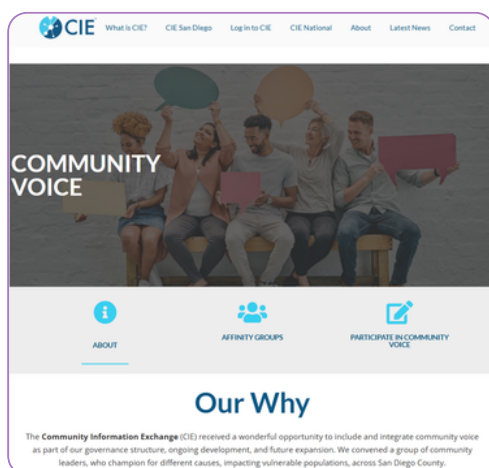 CIE
What is CIE? CIE San Diego Log in to CIE CIE National About Latest News Contact
COMMUNITY
VOICE
ABOUT
AFFINITY GROUPS
PARTICIPATE IN COMMUNITY
VOICE
Our Why
The Community Information Exchange (CIE) received a wonderful opportunity to include and integrate community voice
as part of our governance structure, ongoing development, and future expansion. We convened a group of community
leaders, who champion for different causes, impacting vulnerable populations, across San Diego County.